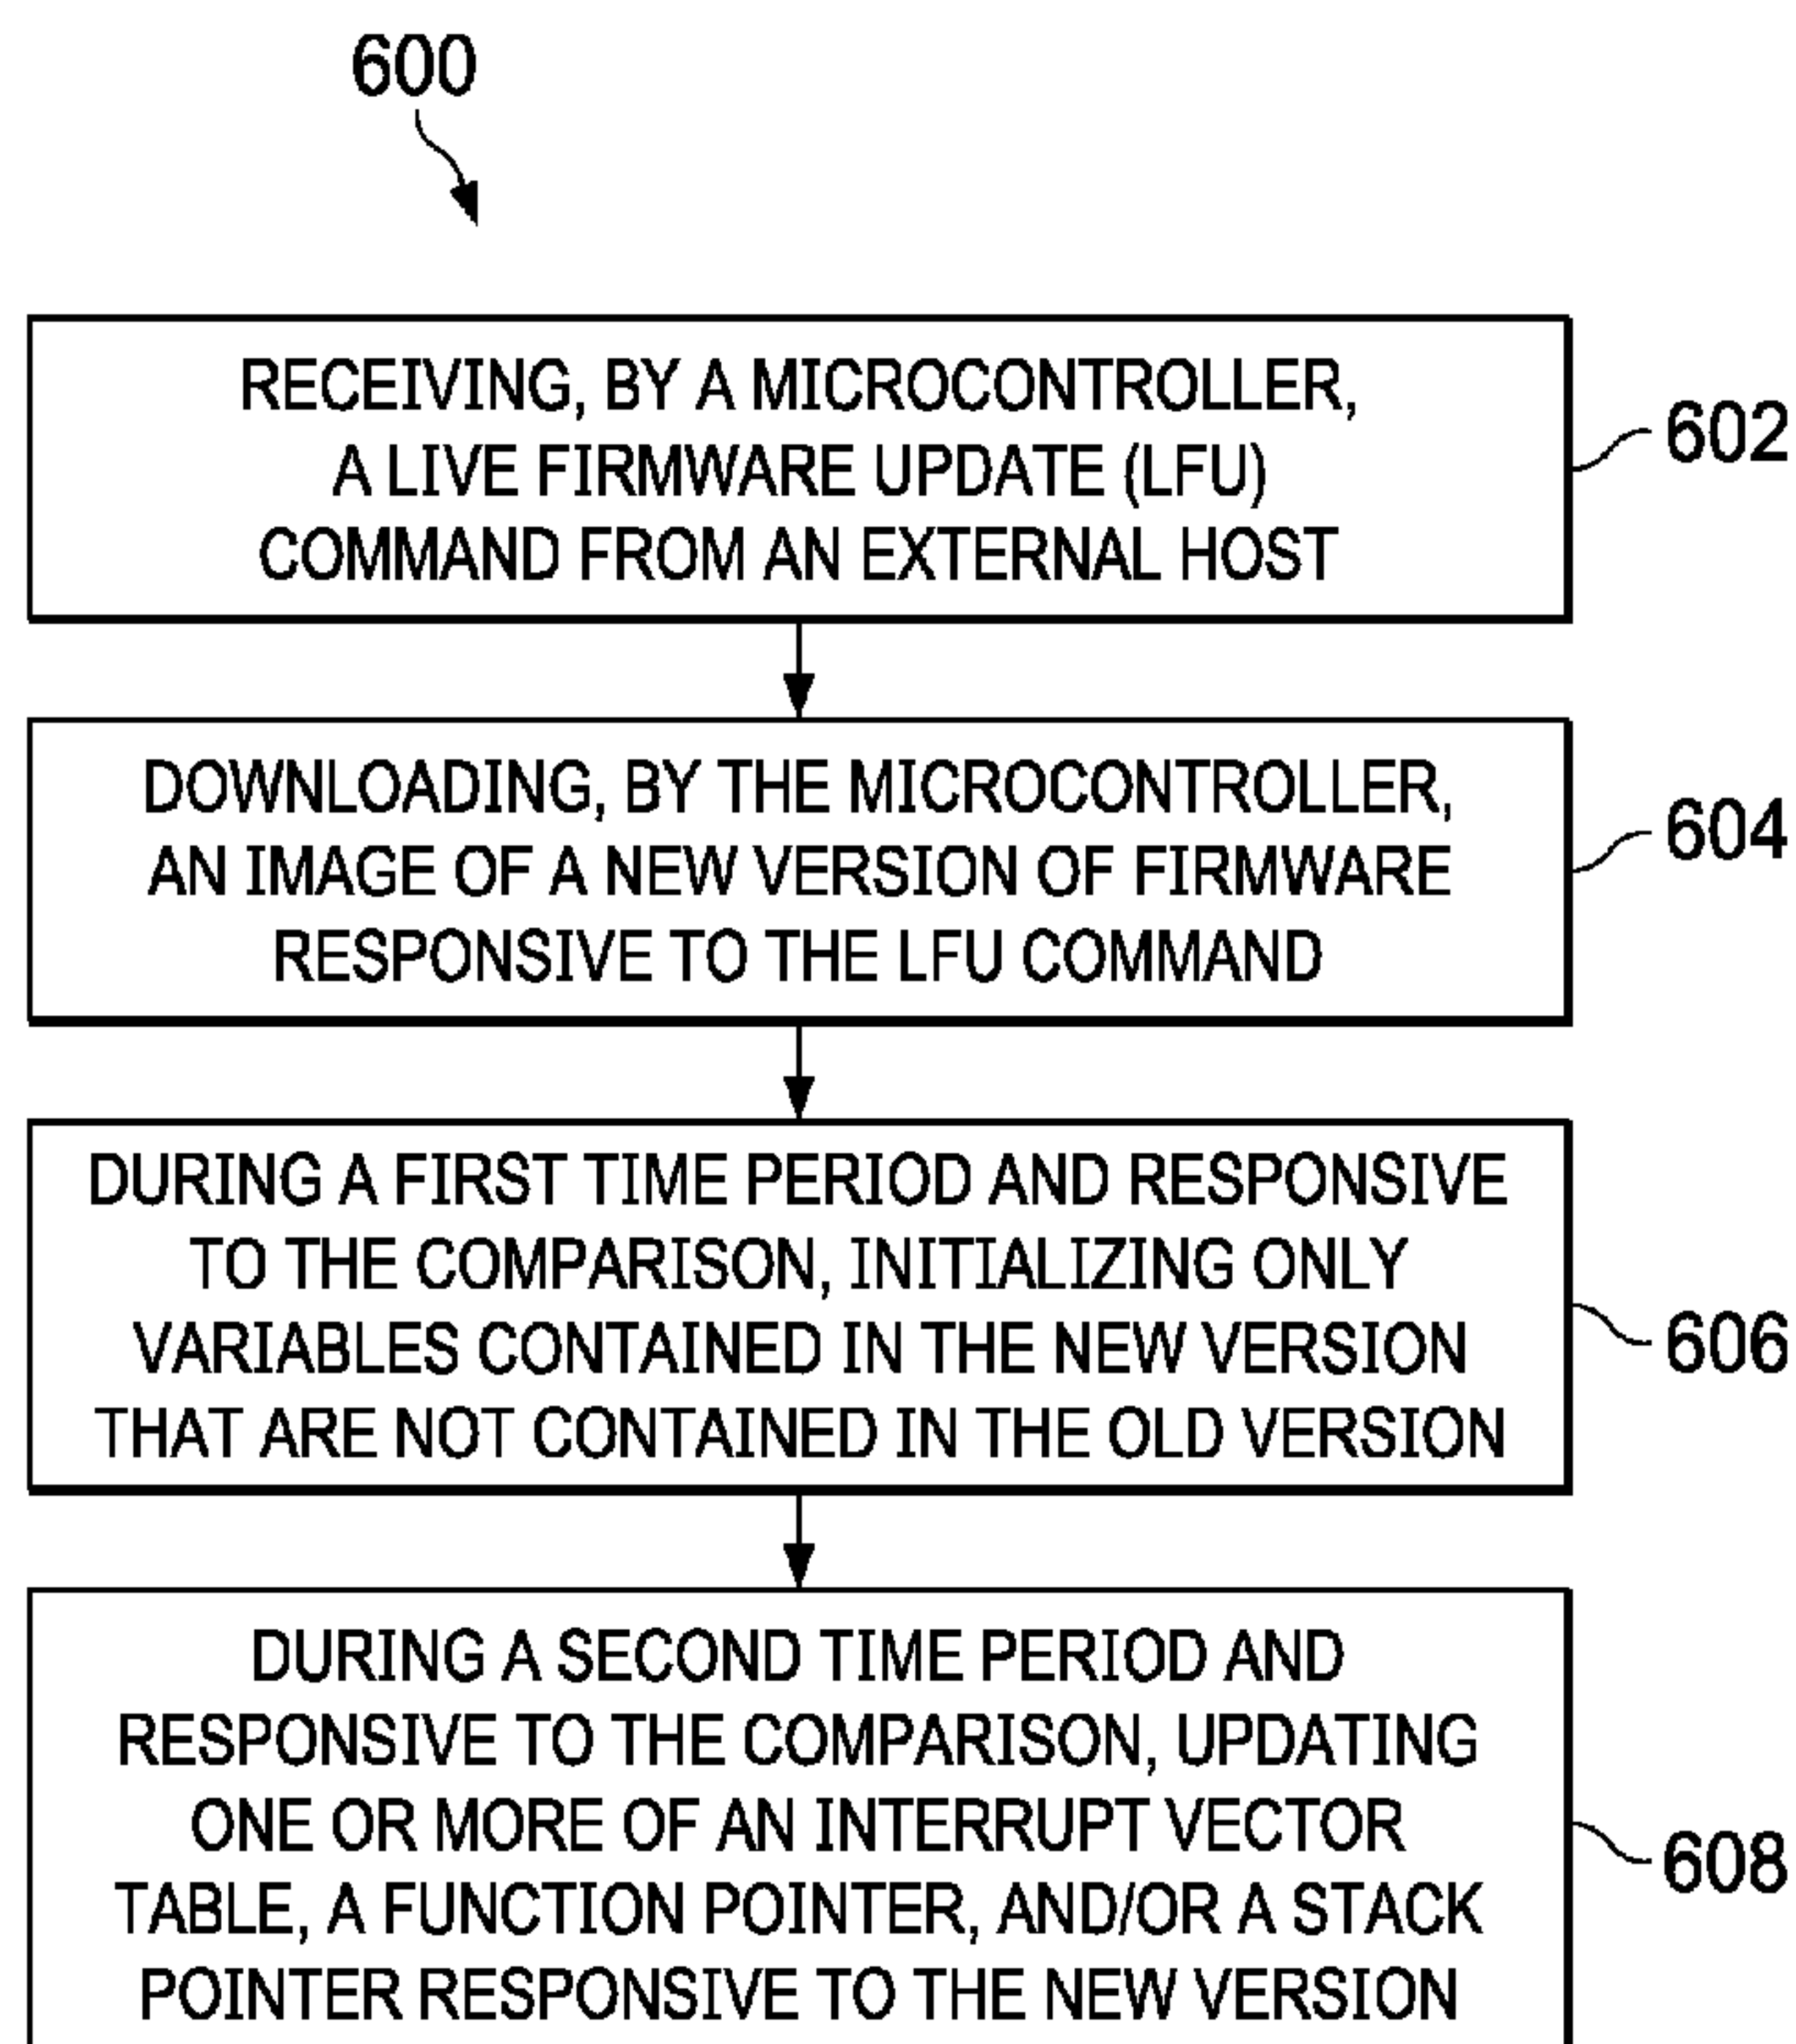 600
RECEIVING, BY A MICROCONTROLLER,
A LIVE FIRMWARE UPDATE (LFU)
COMMAND FROM AN EXTERNAL HOST
602
DOWNLOADING, BY THE MICROCONTROLLER,
AN IMAGE OF A NEW VERSION OF FIRMWARE
RESPONSIVE TO THE LFU COMMAND
604
DURING A FIRST TIME PERIOD AND RESPONSIVE
TO THE COMPARISON, INITIALIZING ONLY
VARIABLES CONTAINED IN THE NEW VERSION
THAT ARE NOT CONTAINED IN THE OLD VERSION
606
DURING A SECOND TIME PERIOD AND
RESPONSIVE TO THE COMPARISON, UPDATING
ONE OR MORE OF AN INTERRUPT VECTOR
TABLE, A FUNCTION POINTER, AND/OR A STACK
POINTER RESPONSIVE TO THE NEW VERSION
608